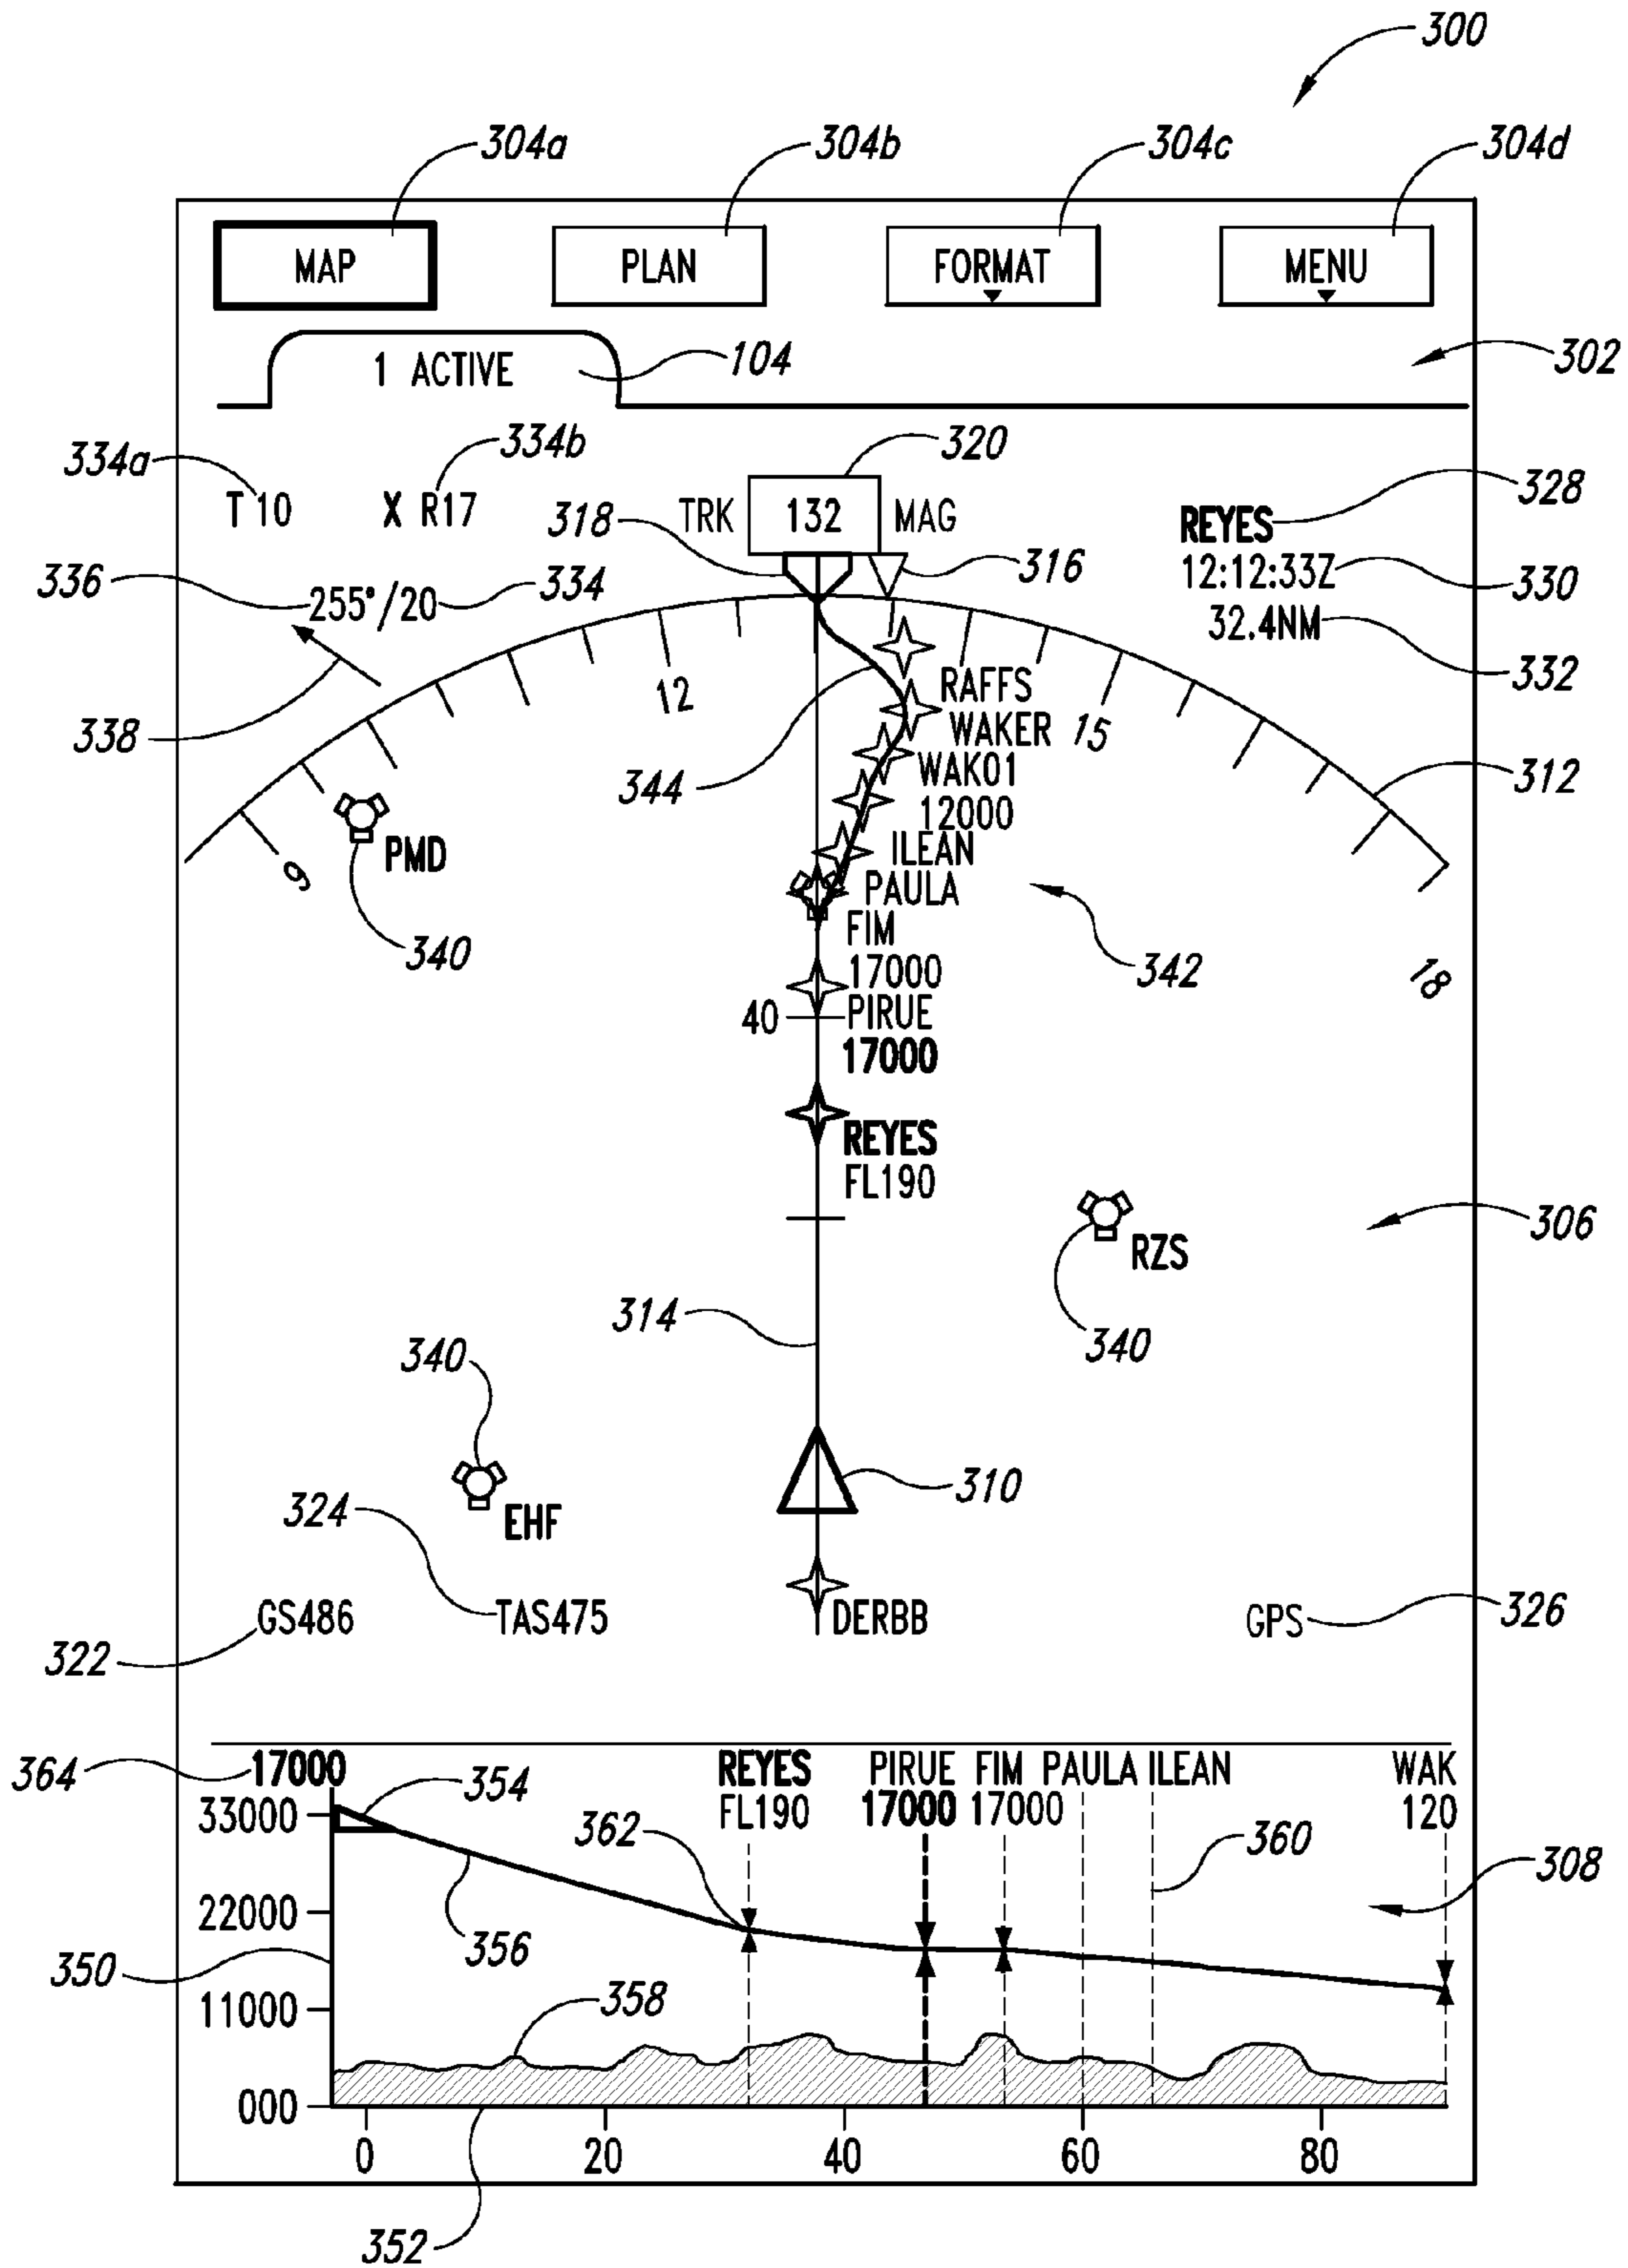 300
304a 304b 304c 304d
MAP PLAN FORMAT MENU
1 ACTIVE 104 302
334a 334b 320
T10 X R17 318 TRK 132 MAG REYES 328
336 255°/20 334 316 12:12:33Z 330
32.4NM 332
338 12 RAFFS
WAKER 15
344 WAK01 312
12000
9 PMD ILEAN
PAULA
340 FIM 342 18
17000
40 PIRUE
17000
REYES
FL190 306
RZS
314
340 340
310
324 EHF
GS486 TAS475 DERBB GPS 326
322
364 17000 354 REYES PIRUE FIM PAULA ILEAN WAK
33000 362 FL190 17000 17000 120
360 308
22000 356
350
11000 358
000
0 20 40 60 80
352